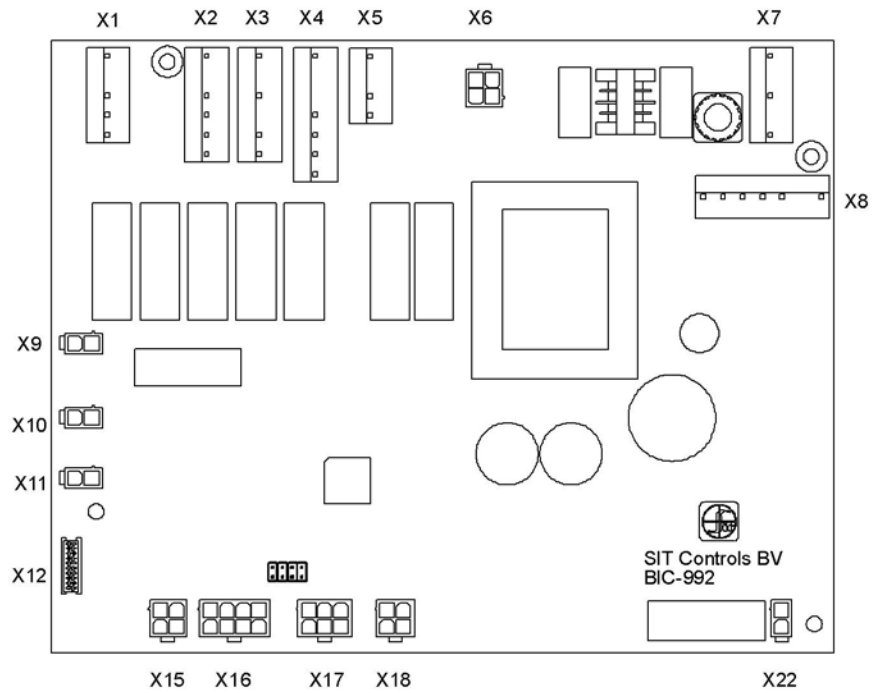 X1
X2
X3
X4
X5
X6
X7
X8
X9
X10
X11
X12
SIT Controls BV
BIC-992
X15
X16
X17
X18
X22